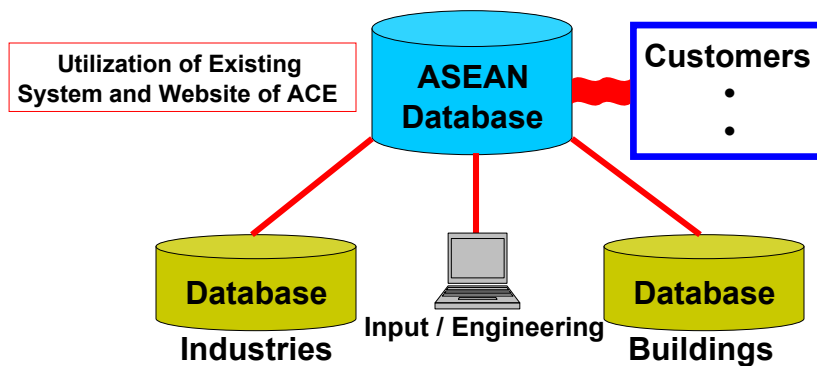 Utilization of Existing
System and Website of ACE
ASEAN
Database
Customers
•
•
Database
Industries
Input / Engineering
Database
Buildings